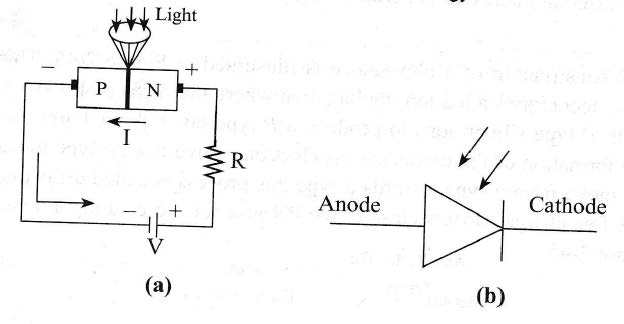 Light
− +
P N
I
R
− +
V
(a)
Anode Cathode
(b)